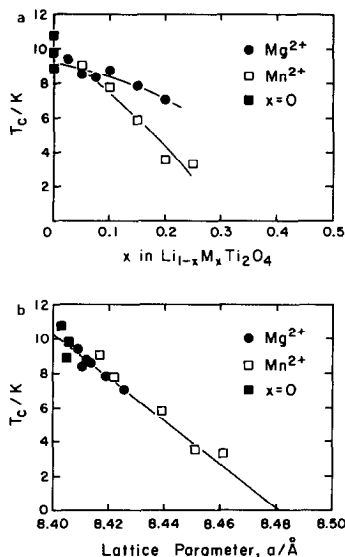 a
12
10
8
6
4
2
0
Tc/K
Mg2+
Mn2+
x=0
0 0.1 0.2 0.3 0.4 0.5
x in Li1-xMxTi2O4
b
12
10
8
6
4
2
0
Tc/K
Mg2+
Mn2+
x=0
8.40 8.42 8.44 8.46 8.48 8.50
Lattice Parameter, a/Å